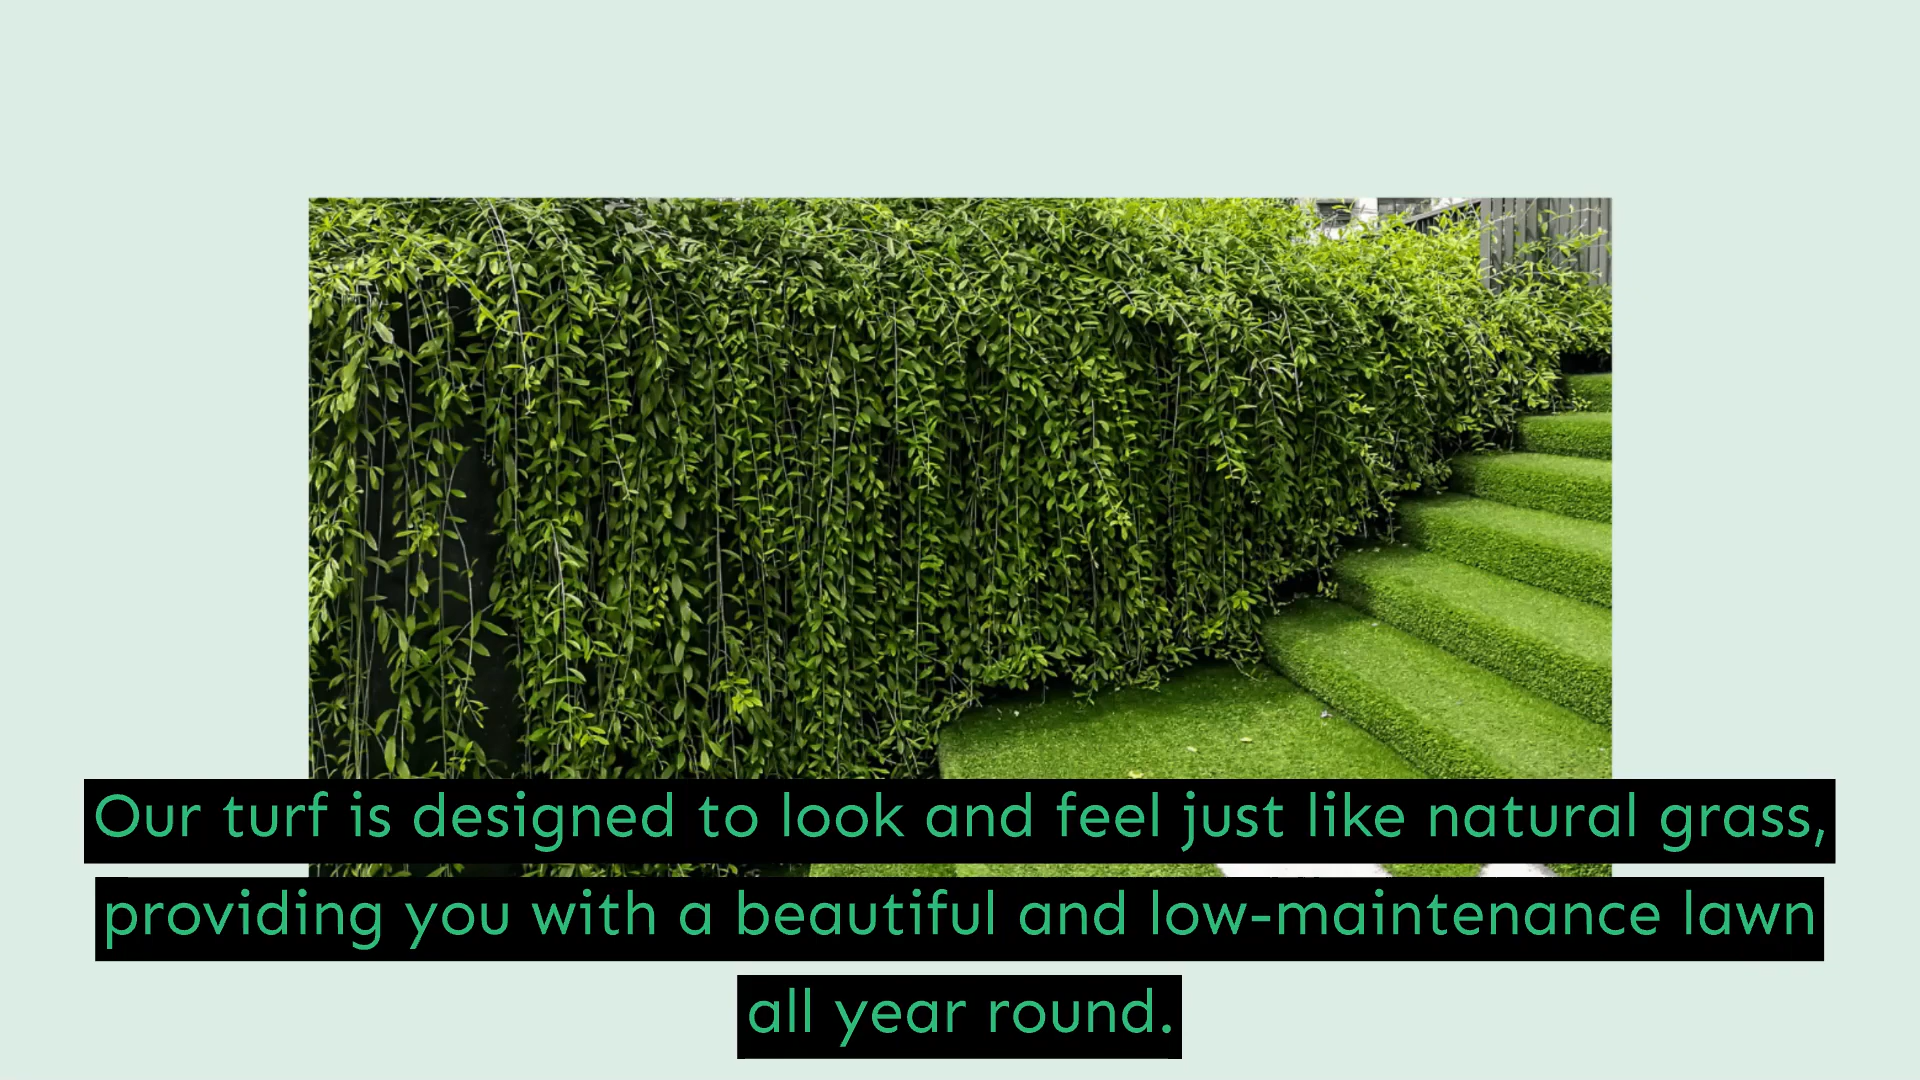 Our turf is designed to look and feel just like natural grass,
providing you with a beautiful and low-maintenance lawn
all year round.